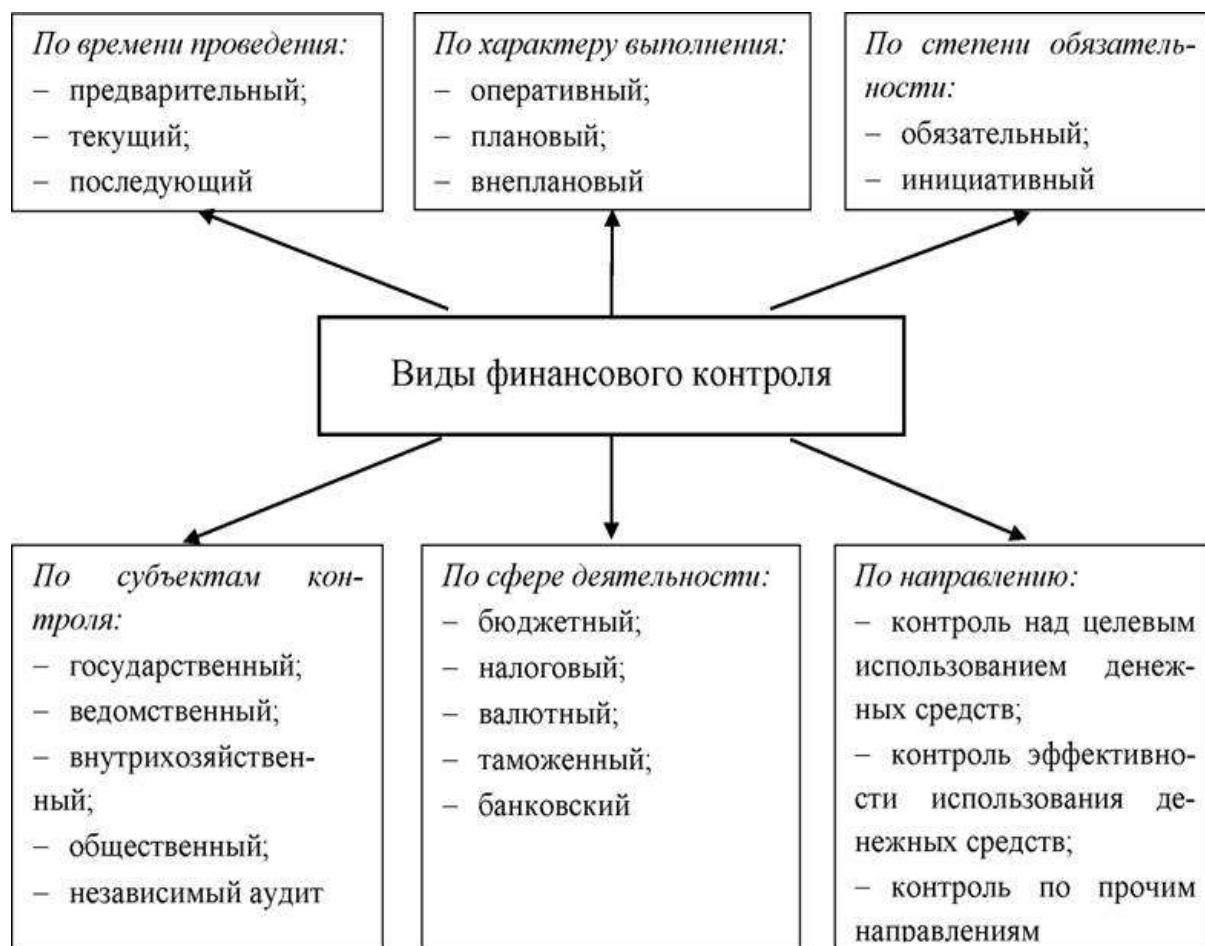 По времени проведения:
– предварительный;
– текущий;
– последующий
По характеру выполнения:
– оперативный;
– плановый;
– внеплановый
По степени обязатель-
ности:
– обязательный;
– инициативный
Виды финансового контроля
По субъектам кон-
троля:
– государственный;
– ведомственный;
– внутрихозяйствен-
ный;
– общественный;
– независимый аудит
По сфере деятельности:
– бюджетный;
– налоговый;
– валютный;
– таможенный;
– банковский
По направлению:
– контроль над целевым
использованием денеж-
ных средств;
– контроль эффективно-
сти использования де-
нежных средств;
– контроль по прочим
направлениям